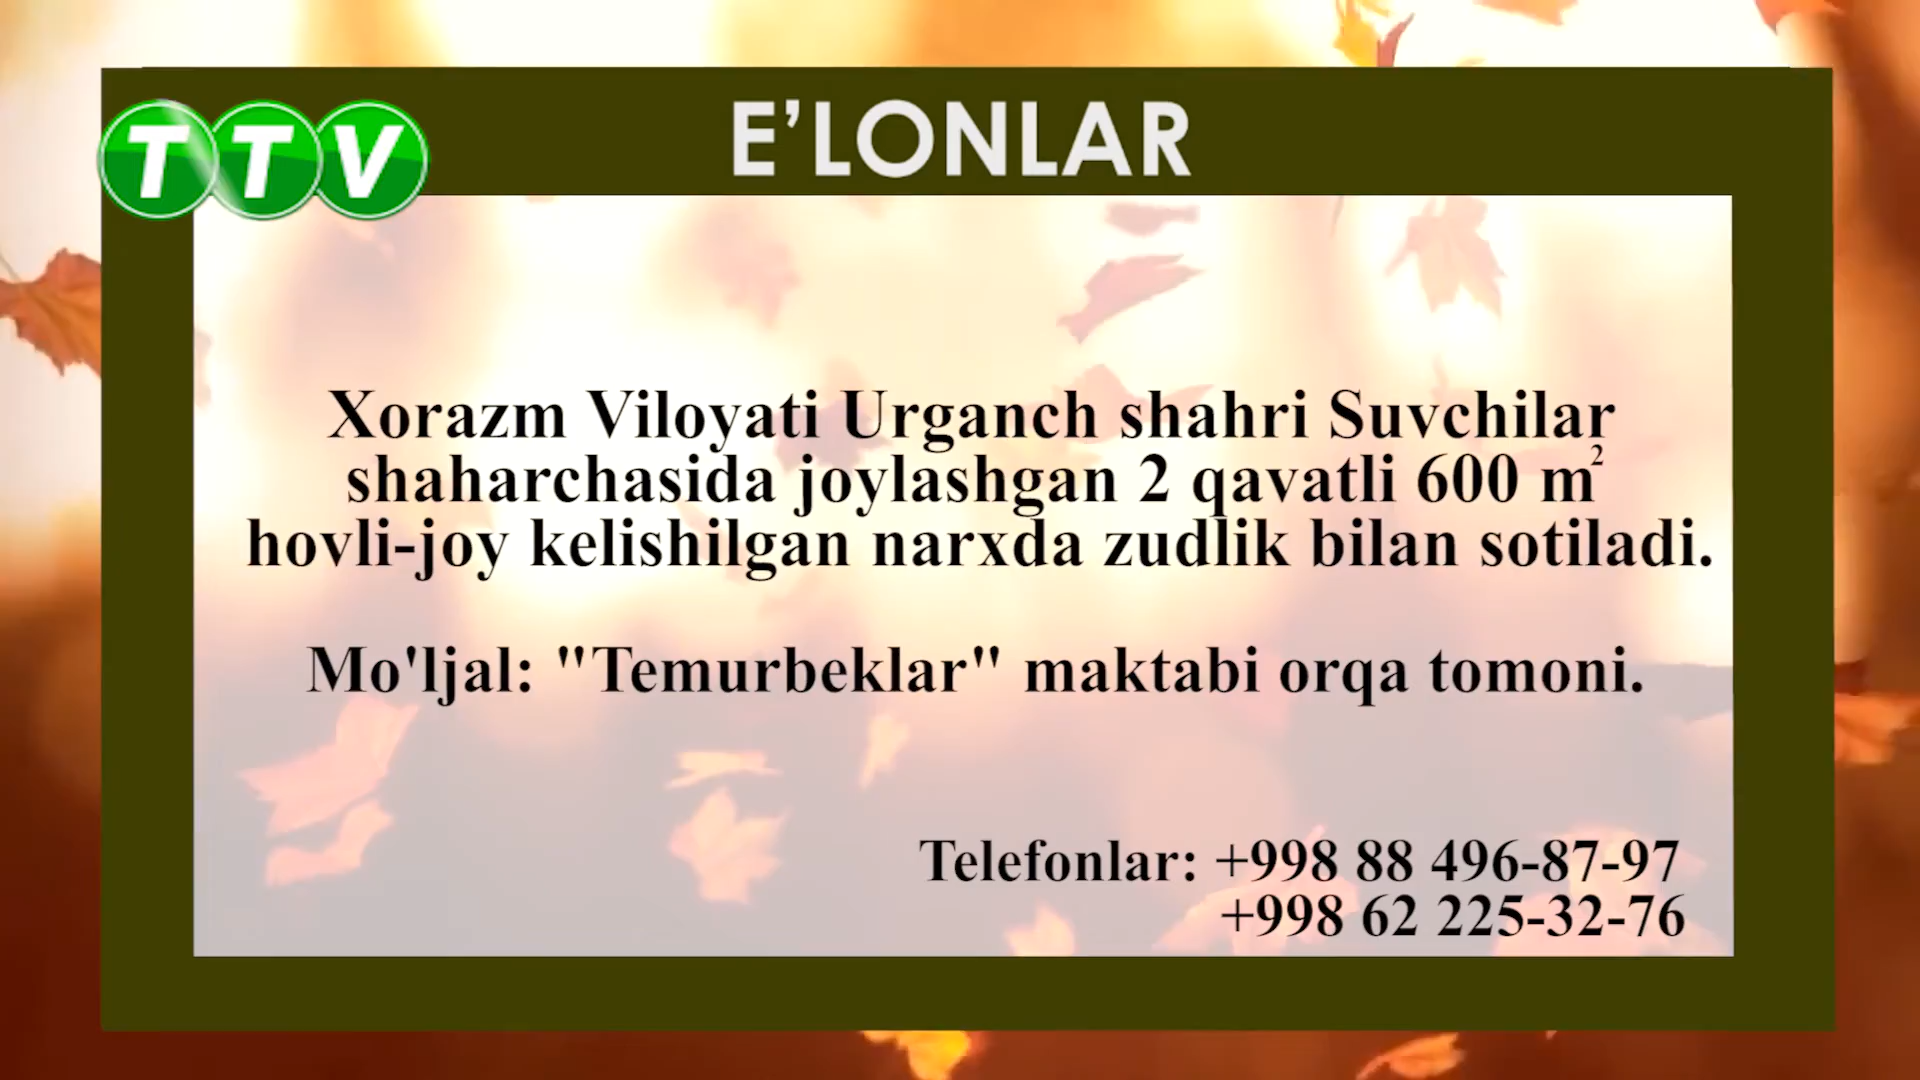 TTV
E’LONLAR
Xorazm Viloyati Urganch shahri Suvchilar
shaharchasida joylashgan 2 qavatli 600 m²
hovli-joy kelishilgan narxda zudlik bilan sotiladi.
Mo'ljal: "Temurbeklar" maktabi orqa tomoni.
Telefonlar: +998 88 496-87-97
+998 62 225-32-76